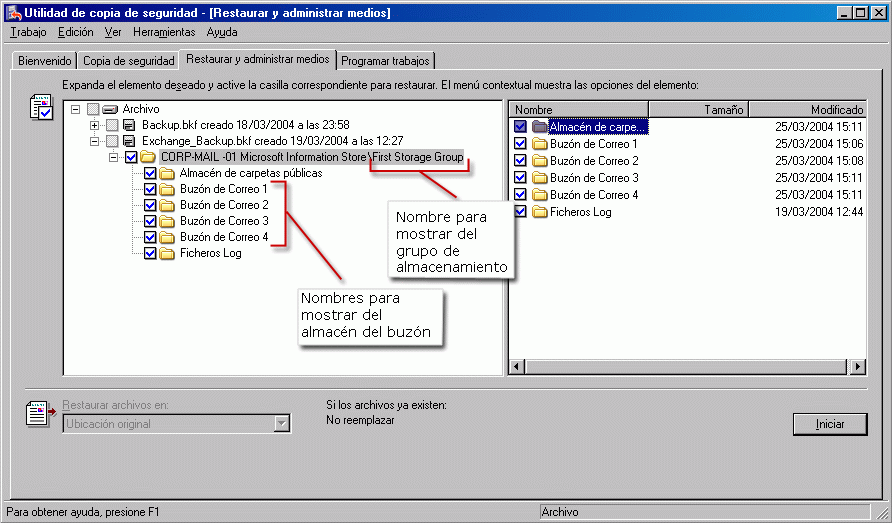 Utilidad de copia de seguridad - [Restaurar y administrar medios]
Trabajo Edición Ver Herramientas Ayuda
Bienvenido Copia de seguridad Restaurar y administrar medios Programar trabajos
Expanda el elemento deseado y active la casilla correspondiente para restaurar. El menú contextual muestra las opciones del elemento:
Archivo
Backup.bkf creado 18/03/2004 a las 23:58
Exchange_Backup.bkf creado 19/03/2004 a las 12:27
CORP-MAIL -01 Microsoft Information Store\First Storage Group
Almacén de carpetas públicas
Buzón de Correo 1
Buzón de Correo 2
Buzón de Correo 3
Buzón de Correo 4
Ficheros Log
Nombre para
mostrar del
grupo de
almacenamiento
Nombres para
mostrar del
almacén del buzón
Nombre Tamaño Modificado
Almacén de carpe... 25/03/2004 15:11
Buzón de Correo 1 25/03/2004 15:06
Buzón de Correo 2 25/03/2004 15:08
Buzón de Correo 3 25/03/2004 15:11
Buzón de Correo 4 25/03/2004 15:11
Ficheros Log 19/03/2004 12:44
Restaurar archivos en:
Ubicación original
Si los archivos ya existen:
No reemplazar
Iniciar
Para obtener ayuda, presione F1
Archivo